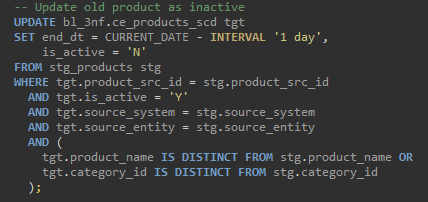 -- Update old product as inactive
UPDATE bl_3nf.ce_products_scd tgt
SET end_dt = CURRENT_DATE - INTERVAL '1 day',
is_active = 'N'
FROM stg_products stg
WHERE tgt.product_src_id = stg.product_src_id
AND tgt.is_active = 'Y'
AND tgt.source_system = stg.source_system
AND tgt.source_entity = stg.source_entity
AND (
tgt.product_name IS DISTINCT FROM stg.product_name OR
tgt.category_id IS DISTINCT FROM stg.category_id
);